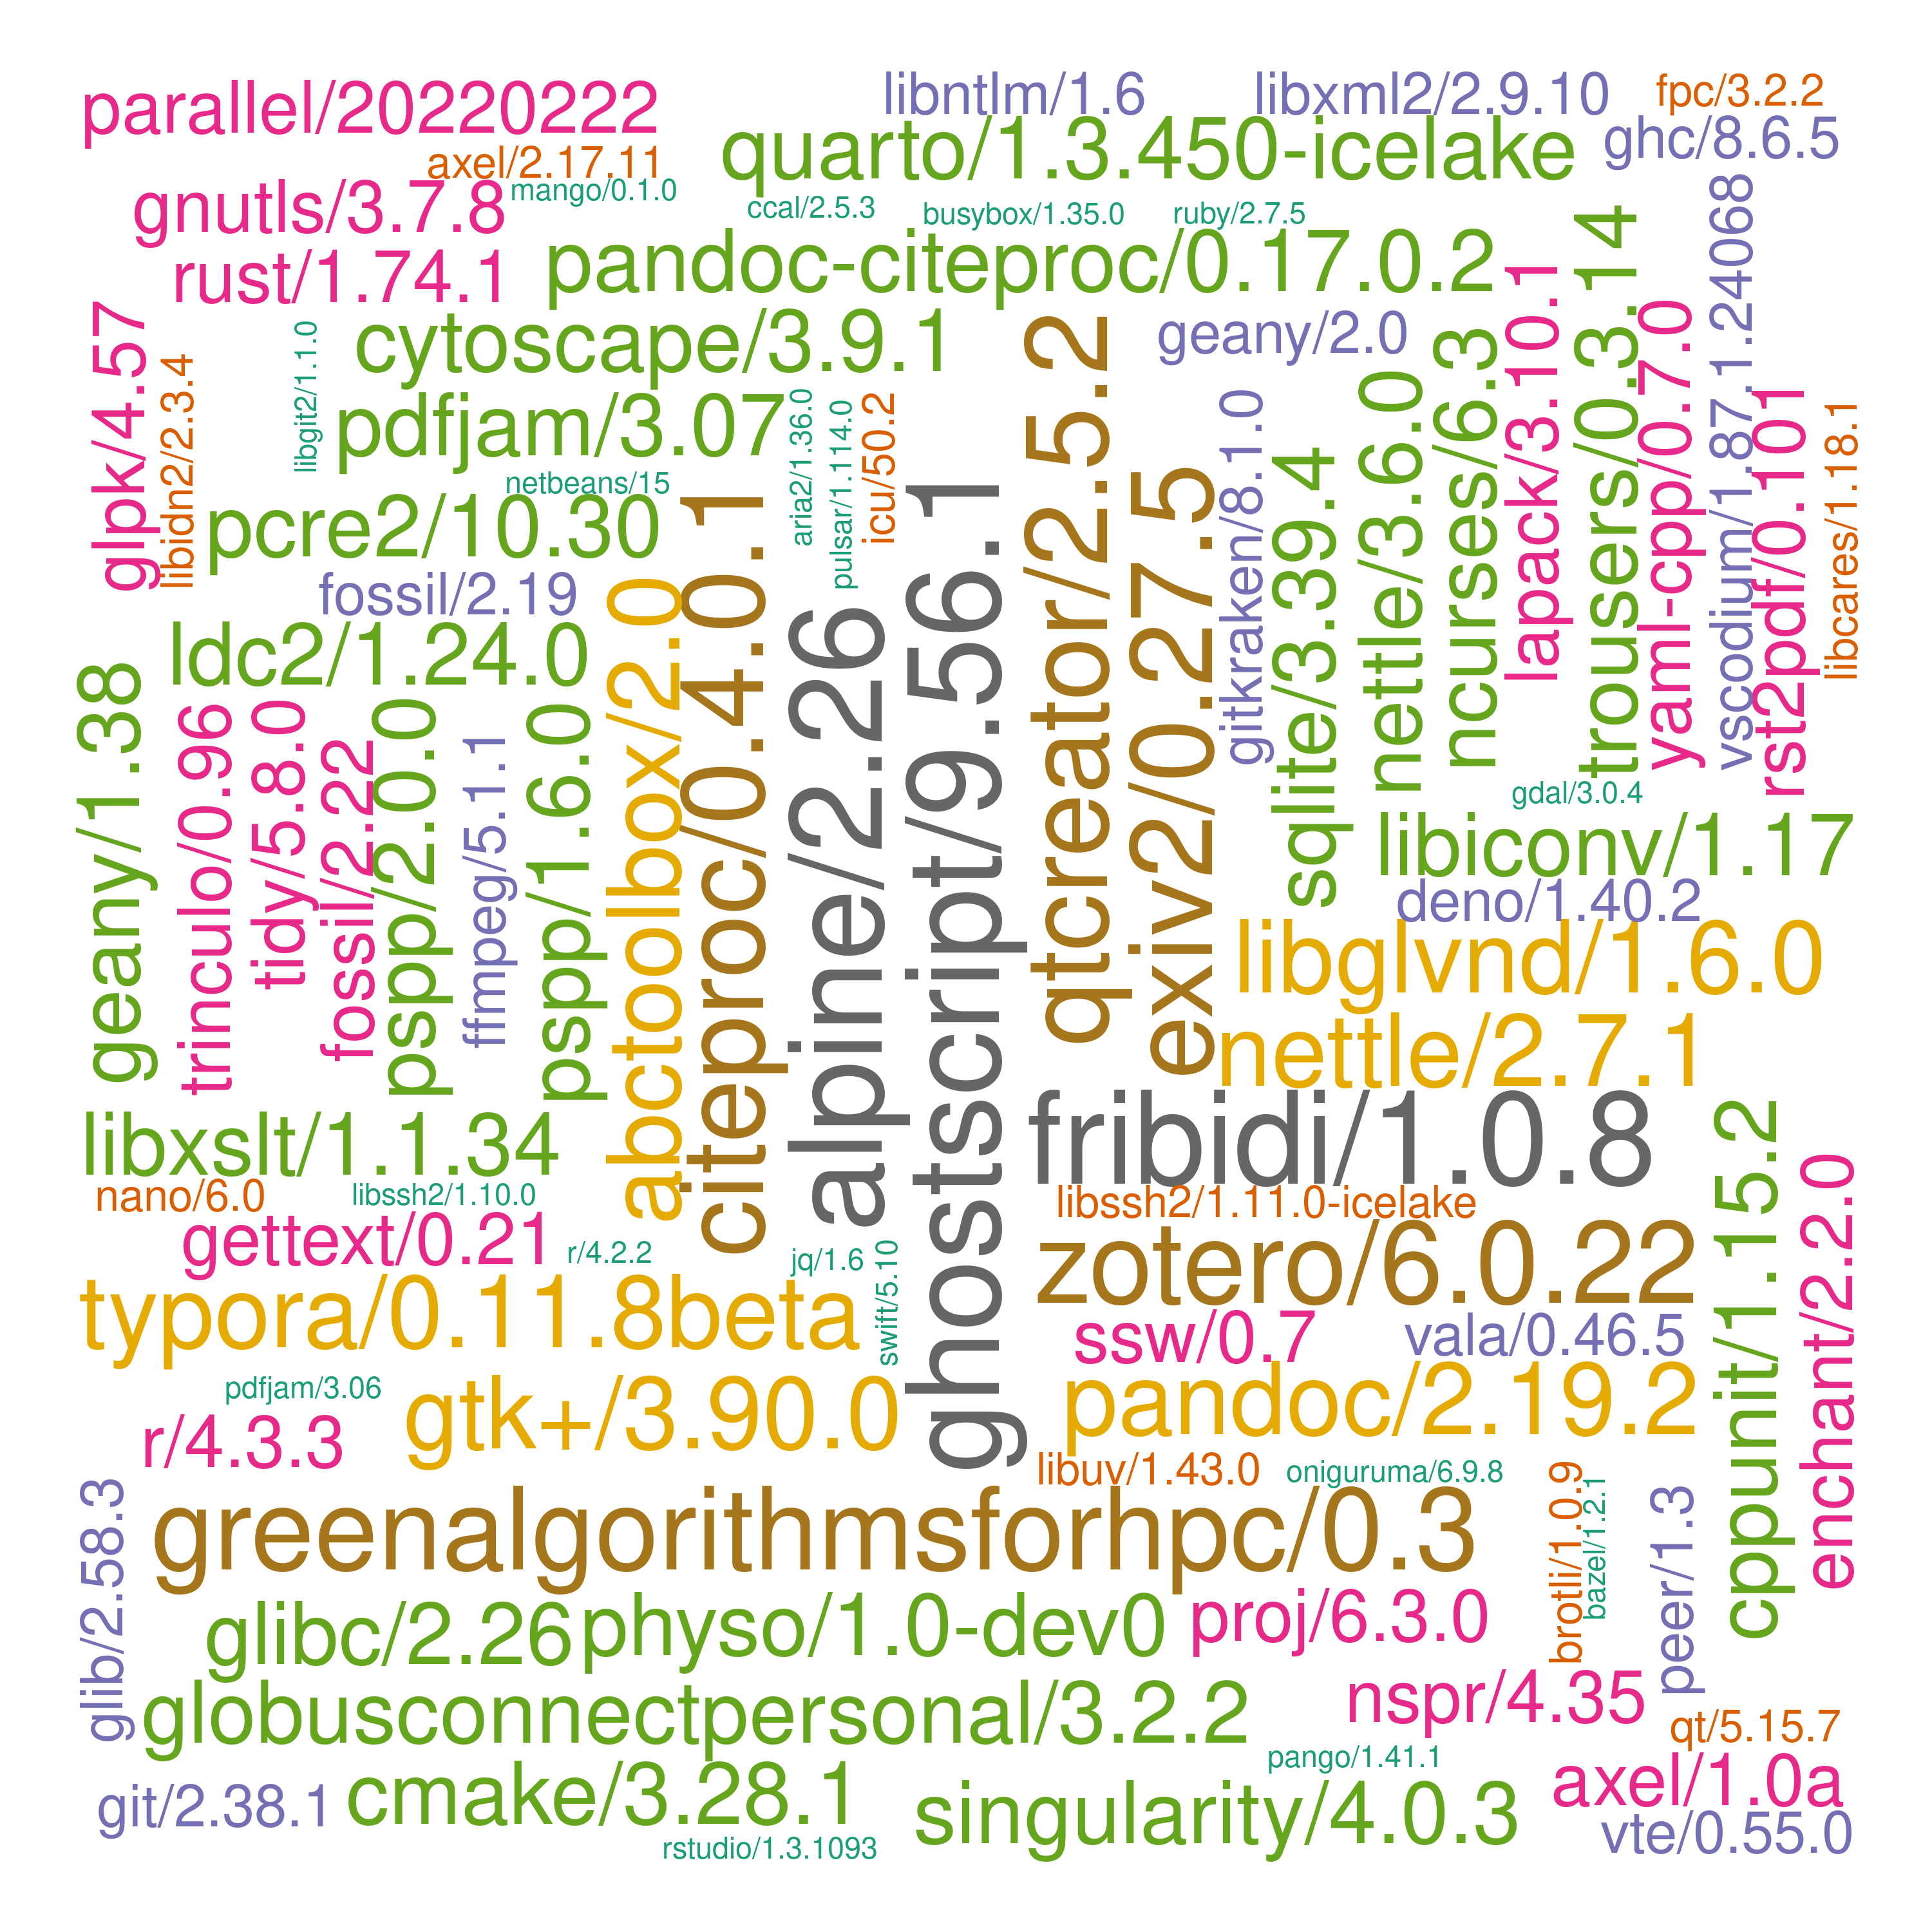 parallel/20220222
libntlm/1.6
libxml2/2.9.10
fpc/3.2.2
axel/2.17.11
quarto/1.3.450-icelake
ghc/8.6.5
mango/0.1.0
gnutls/3.7.8
ccal/2.5.3
busybox/1.35.0
ruby/2.7.5
rust/1.74.1
pandoc-citeproc/0.17.0.2
glpk/4.57
libidn2/2.3.4
libgit2/1.1.0
cytoscape/3.9.1
geany/2.0
pdfjam/3.07
aria2/1.36.0
pulsar/1.114.0
icu/50.2
qtcreator/2.5.2
exiv2/0.27.5
gitkraken/8.1.0
sqlite/3.39.4
nettle/3.6.0
ncurses/6.3
lapack/3.10.1
trousers/0.3.14
yaml-cpp/0.7.0
vscodium/1.87.1.24068
rst2pdf/0.101
libcares/1.18.1
netbeans/15
pcre2/10.30
fossil/2.19
ldc2/1.24.0
geany/1.38
trinculo/0.96
tidy/5.8.0
fossil/2.22
pspp/2.0.0
ffmpeg/5.1.1
pspp/1.6.0
abctoolbox/2.0
citeproc/0.4.0.1
alpine/2.26
ghostscript/9.56.1
gdal/3.0.4
libiconv/1.17
deno/1.40.2
libglvnd/1.6.0
nettle/2.7.1
libxslt/1.1.34
fribidi/1.0.8
cppunit/1.15.2
enchant/2.2.0
nano/6.0
libssh2/1.10.0
libssh2/1.11.0-icelake
gettext/0.21
r/4.2.2
jq/1.6
swift/5.10
zotero/6.0.22
typora/0.11.8beta
ssw/0.7
vala/0.46.5
pdfjam/3.06
gtk+/3.90.0
pandoc/2.19.2
r/4.3.3
libuv/1.43.0
oniguruma/6.9.8
glib/2.58.3
greenalgorithmsforhpc/0.3
brotli/1.0.9
bazel/1.2.1
peer/1.3
glibc/2.26
physo/1.0-dev0
proj/6.3.0
globusconnectpersonal/3.2.2
nspr/4.35
qt/5.15.7
pango/1.41.1
git/2.38.1
cmake/3.28.1
singularity/4.0.3
axel/1.0a
rstudio/1.3.1093
vte/0.55.0